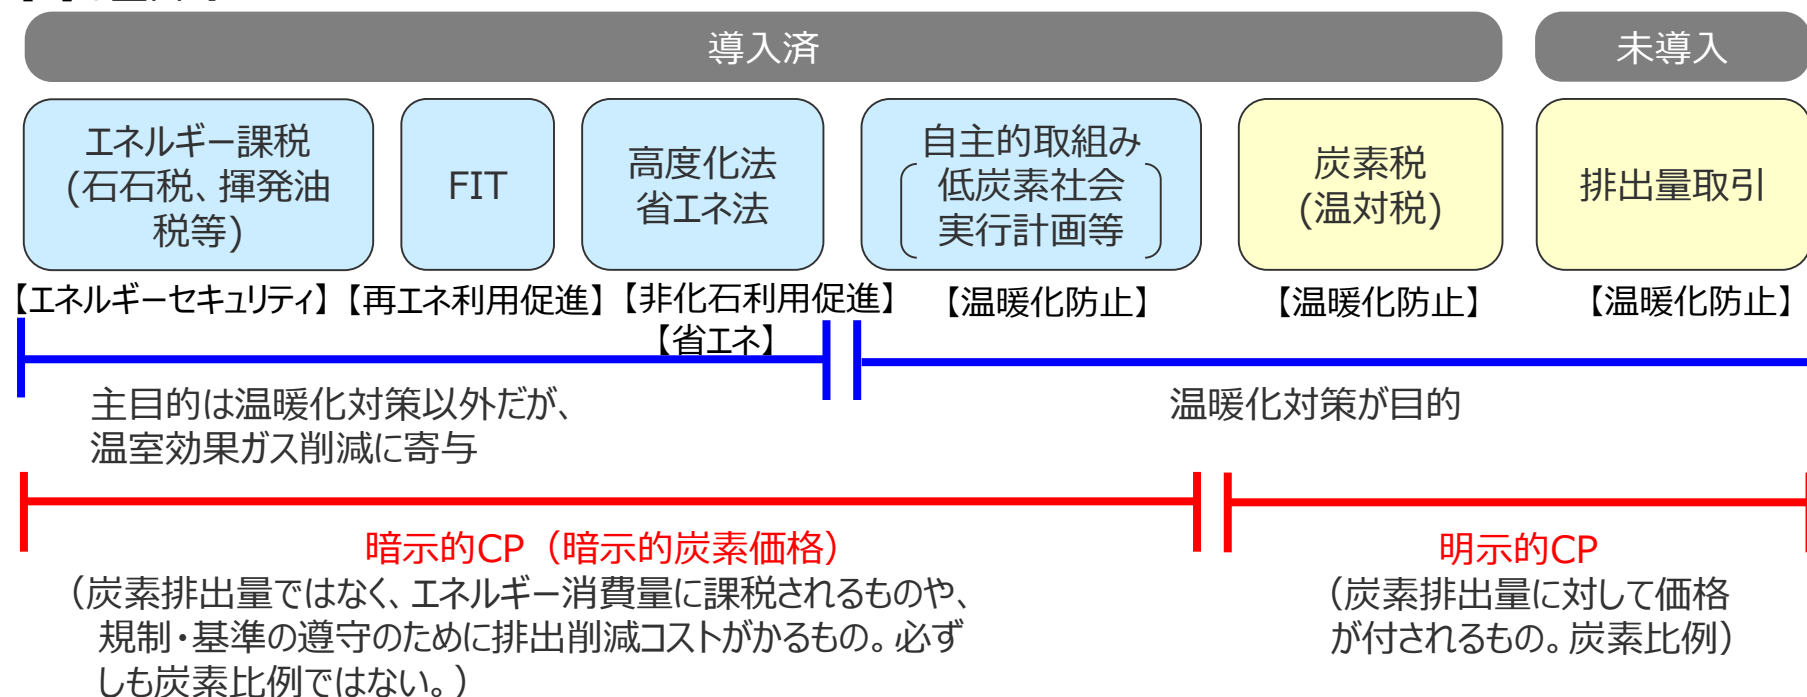 導入済
未導入
エネルギー課税
(石石税、揮発油
税等)
FIT
高度化法
省エネ法
自主的取組み
低炭素社会
実行計画等
炭素税
(温対税)
排出量取引
【エネルギーセキュリティ】
【再エネ利用促進】
【非化石利用促進】
【省エネ】
【温暖化防止】
【温暖化防止】
【温暖化防止】
主目的は温暖化対策以外だが、
温室効果ガス削減に寄与
温暖化対策が目的
暗示的CP（暗示的炭素価格）
（炭素排出量ではなく、エネルギー消費量に課税されるものや、
規制・基準の遵守のために排出削減コストがかるもの。必ず
しも炭素比例ではない。）
明示的CP
（炭素排出量に対して価格
が付されるもの。炭素比例）